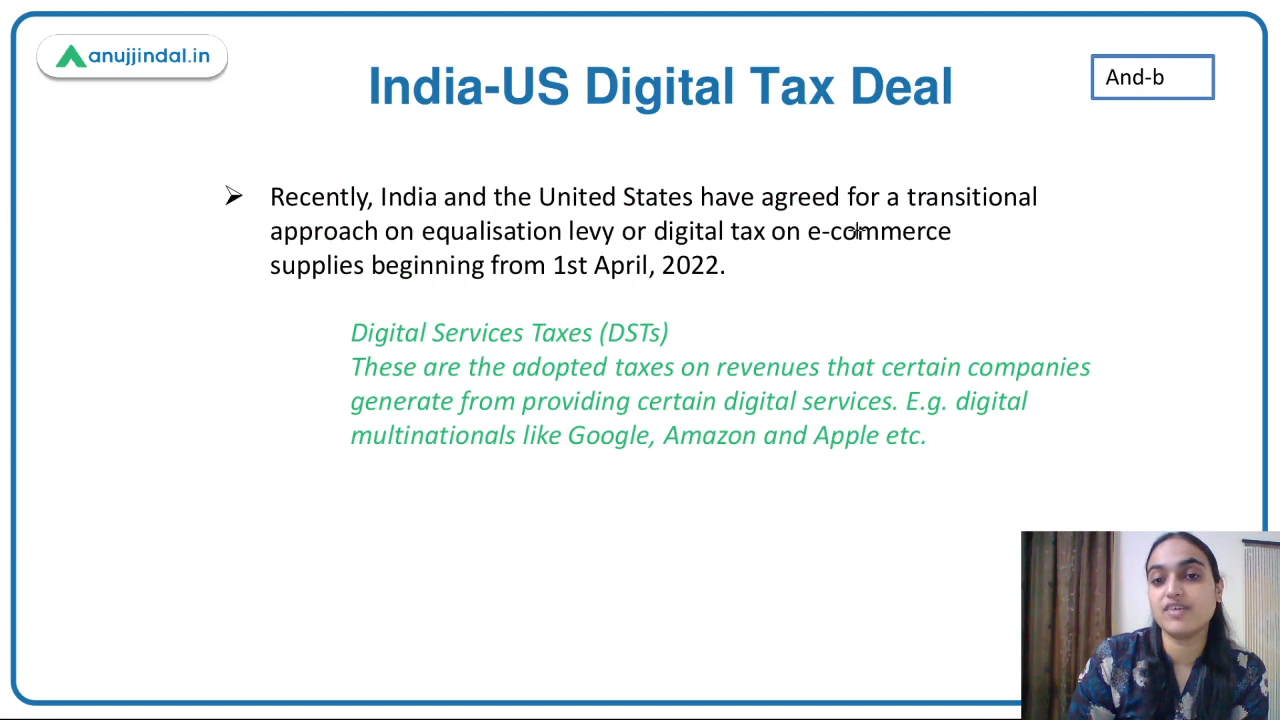 anujjindal.in
India-US Digital Tax Deal
And-b
Recently, India and the United States have agreed for a transitional
approach on equalisation levy or digital tax on e-commerce
supplies beginning from 1st April, 2022.
Digital Services Taxes (DSTs)
These are the adopted taxes on revenues that certain companies
generate from providing certain digital services. E.g. digital
multinationals like Google, Amazon and Apple etc.